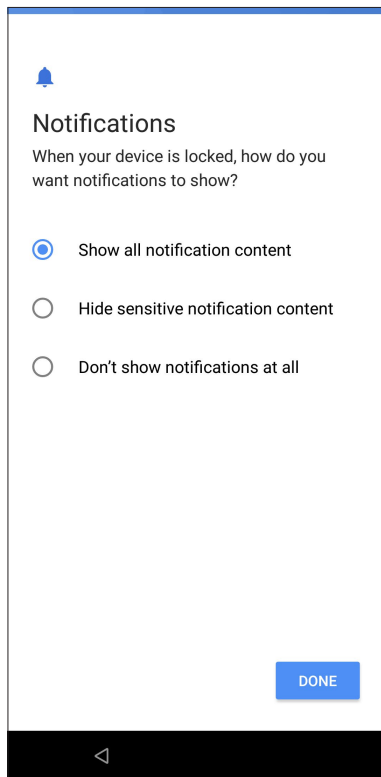 Notifications
When your device is locked, how do you
want notifications to show?
Show all notification content
Hide sensitive notification content
Don’t show notifications at all
DONE